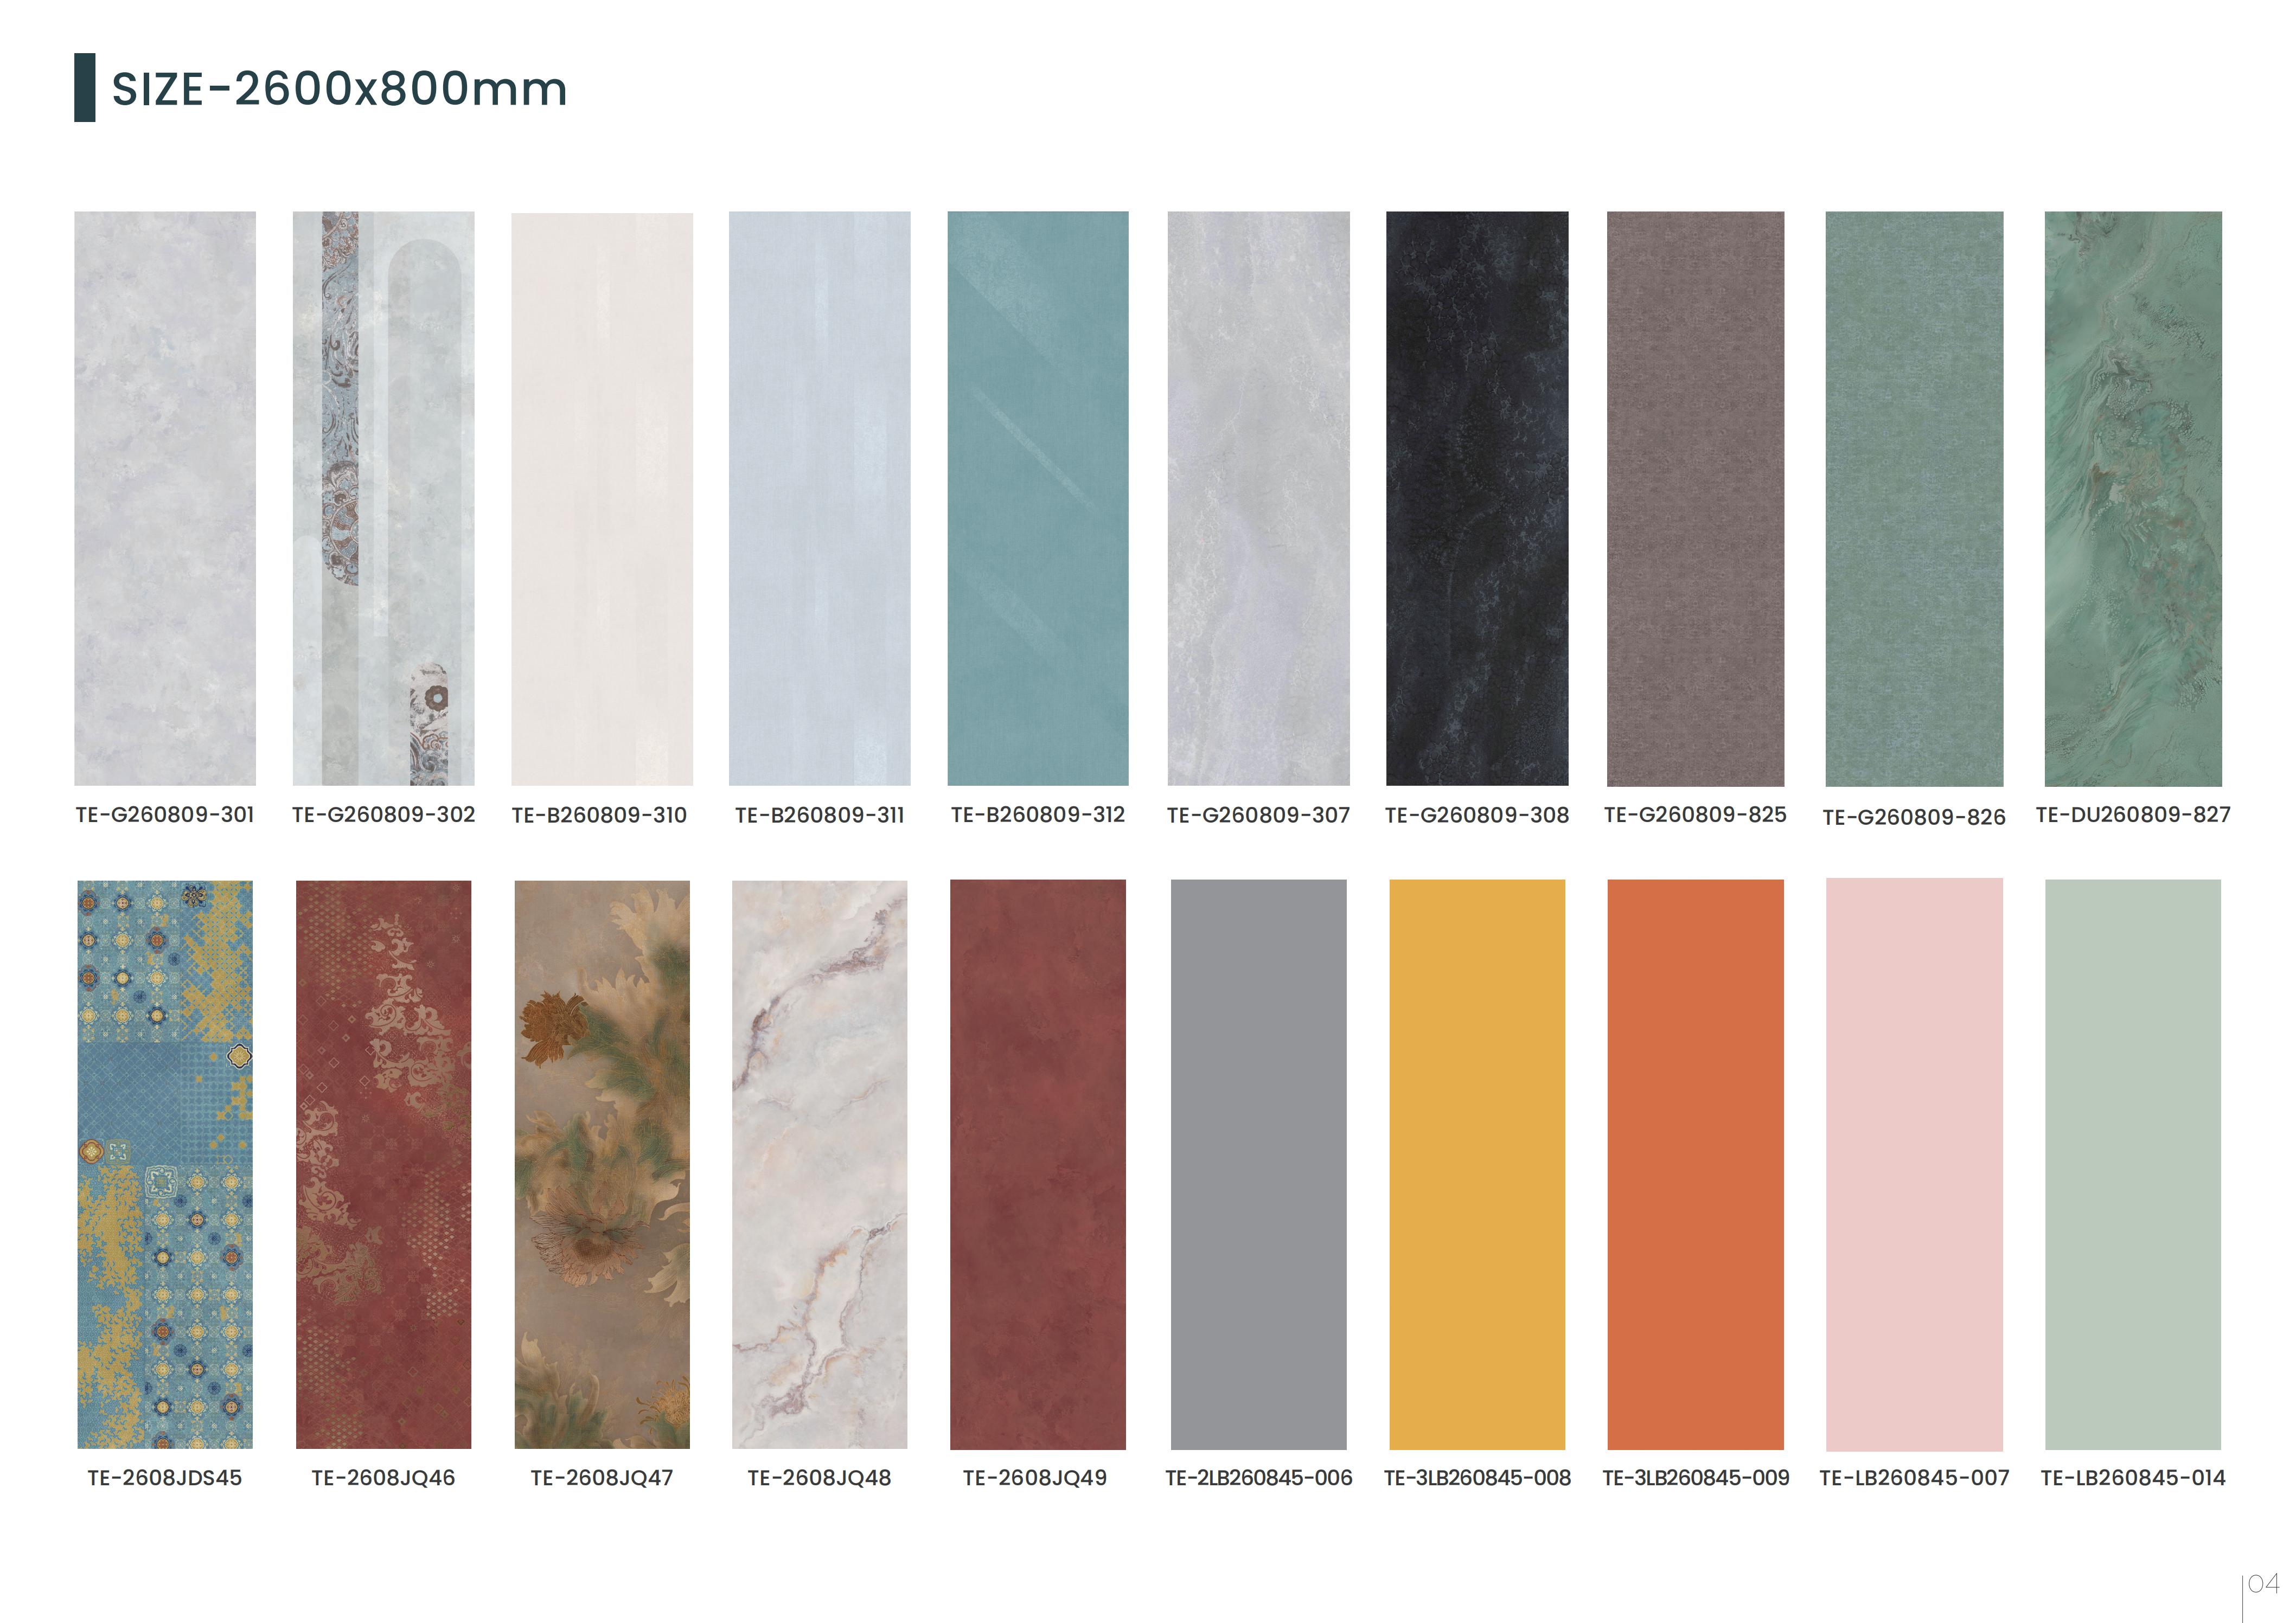 SIZE-2600x800mm
TE-G260809-301
TE-G260809-302
TE-B260809-310
TE-B260809-311
TE-B260809-312
TE-G260809-307
TE-G260809-308
TE-G260809-825
TE-G260809-826
TE-DU260809-827
TE-2608JDS45
TE-2608JQ46
TE-2608JQ47
TE-2608JQ48
TE-2608JQ49
TE-2LB260845-006
TE-3LB260845-008
TE-3LB260845-009
TE-LB260845-007
TE-LB260845-014
04